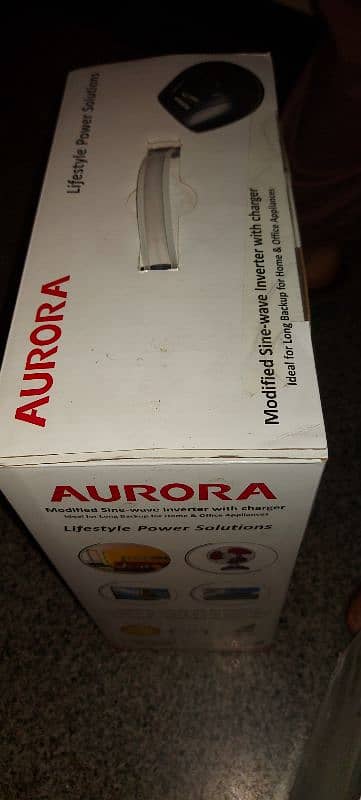 Lifestyle Power Solutions
AURORA
Modified Sine-wave Inverter with charger
Ideal for Long Backup for Home & Office Appliances
AURORA
Modified Sine-wave Inverter with charger
Ideal for Long Backup for Home & Office Appliances
Lifestyle Power Solutions